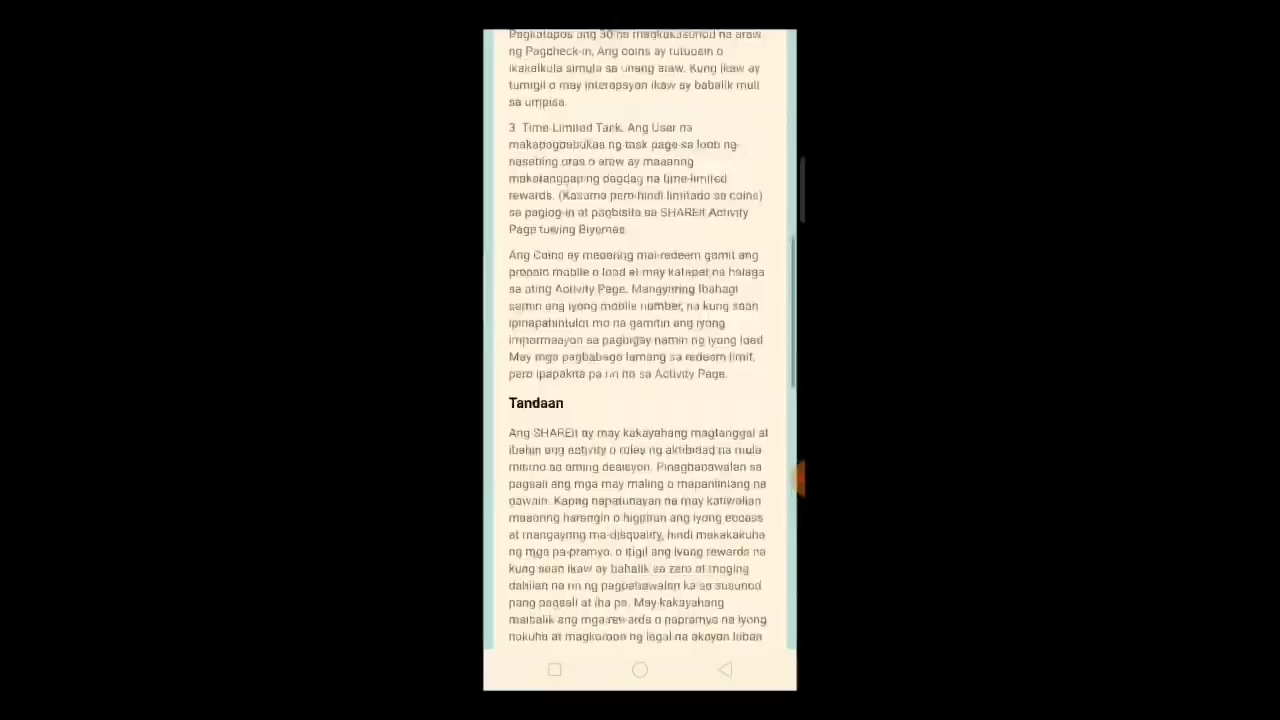 Pagkatapos ang 30 na magkakasunod na araw
ng Pagcheck-in, Ang coins ay tutuosin o
ikakalkula simula sa unang araw. Kung ikaw ay
tumigil o may interapsyon ikaw ay babalik muli
sa umpisa.
3. Time-Limited Task. Ang User na
makapagbubukas ng task page sa loob ng
nasabing oras o araw ay maaaring
makatanggap ng dagdag na time-limited
rewards. (Kasama pero hindi limitado sa coins)
sa paglog-in at pagbisita sa SHAREit Activity
Page tuwing Biyernes.
Ang Coins ay maaaring mai-redeem gamit ang
prepaid mobile o load at may katapat na halaga
sa ating Activity Page. Mangyaring Ibahagi
samin ang iyong mobile number, na kung saan
ipinapahintulot mo na gamitin ang iyong
impormasyon sa pagbigay namin ng iyong load
May mga pagbabago lamang sa redeem limit,
pero ipapakita pa rin ito sa Activity Page.
Tandaan
Ang SHAREit ay may kakayahang magtanggal at
ibahin ang activity o rules ng aktibidad na mula
mismo sa aming desisyon. Pinagbabawalan sa
pagsali ang mga may maling o mapanlinlang na
gawain. Kapag napatunayan na may katiwalian
maaaring harangin o higpitan ang iyong access
at mangyaring ma-disqualify, hindi makakakuha
ng mga pa-premyo, o itigil ang iyong rewards na
kung saan ikaw ay babalik sa zero at maging
dahilan na rin ng pagbabawalan ka sa susunod
pang pagsali at iba pa. May kakayahang
maibalik ang mga rewards o papremyo na iyong
nakuha at magkaroon ng legal na aksyon laban